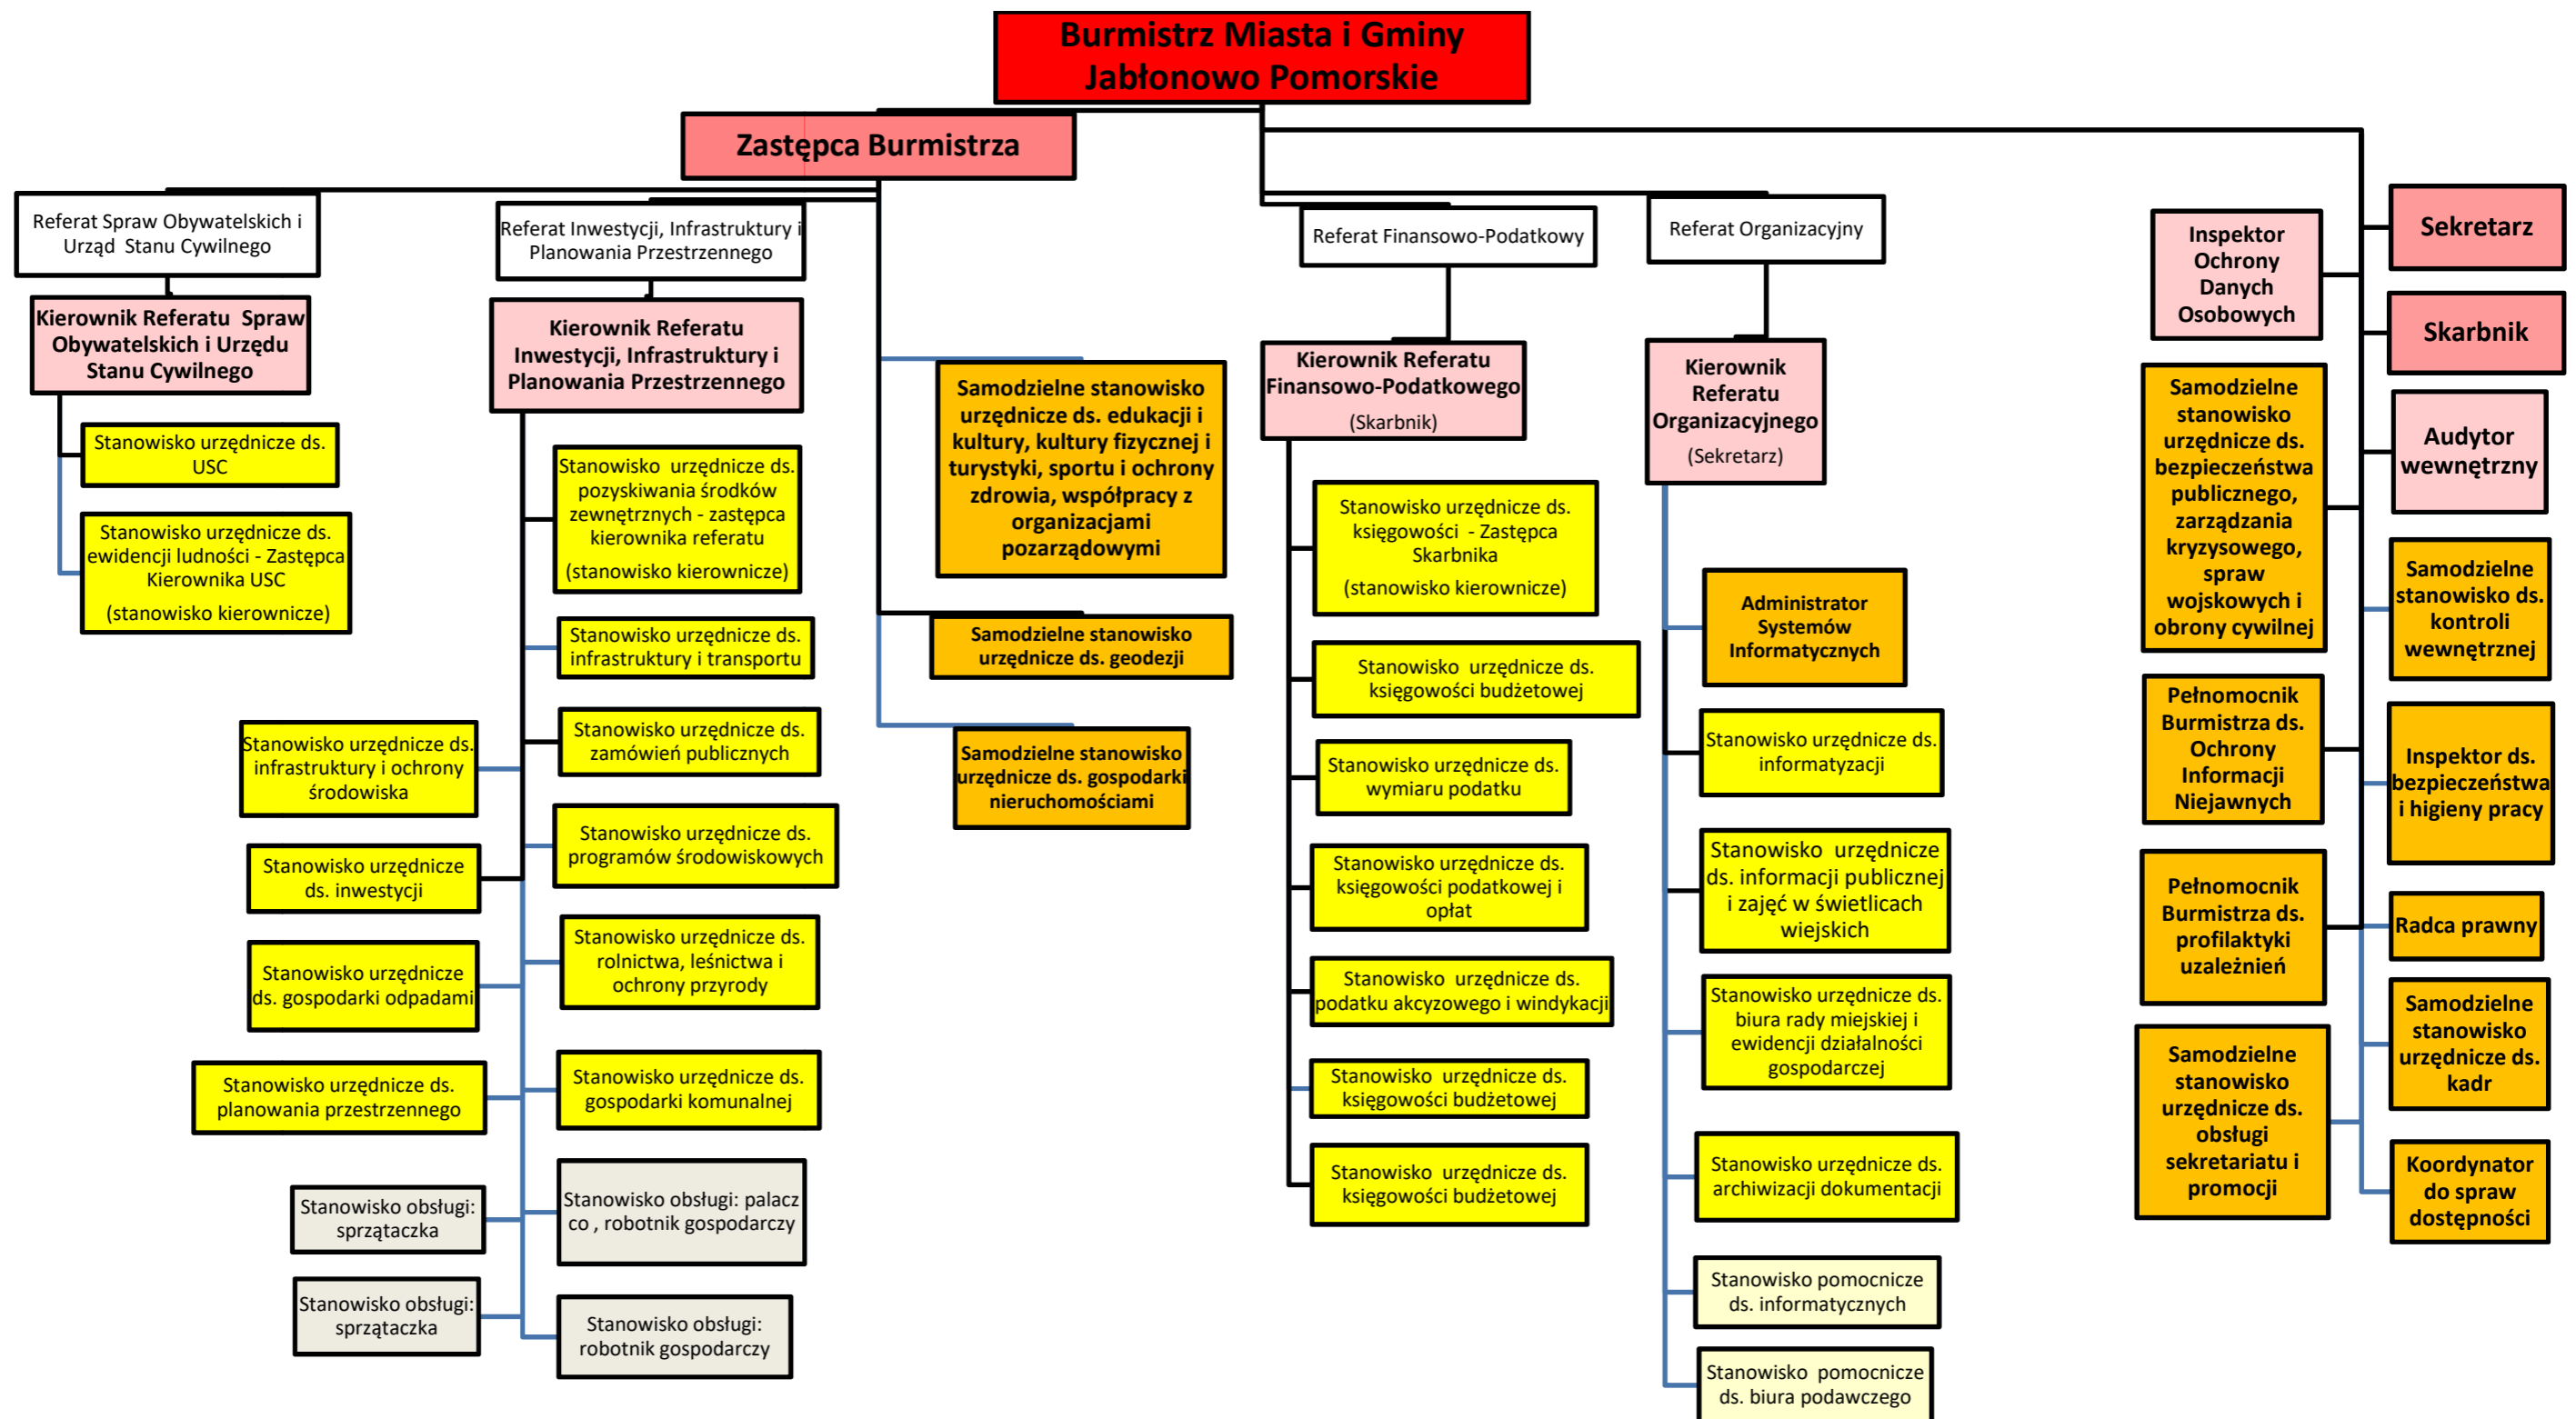 Burmistrz Miasta i Gminy
Jabłonowo Pomorskie
Zastępca Burmistrza
Referat Spraw Obywatelskich i
Urząd Stanu Cywilnego
Kierownik Referatu Spraw
Obywatelskich i Urzędu
Stanu Cywilnego
Stanowisko urzędnicze ds.
USC
Stanowisko urzędnicze ds.
ewidencji ludności - Zastępca
Kierownika USC
(stanowisko kierownicze)
Referat Inwestycji, Infrastruktury i
Planowania Przestrzennego
Kierownik Referatu
Inwestycji, Infrastruktury i
Planowania Przestrzennego
Stanowisko urzędnicze ds.
pozyskiwania środków
zewnętrznych - zastępca
kierownika referatu
(stanowisko kierownicze)
Stanowisko urzędnicze ds.
infrastruktury i transportu
Stanowisko urzędnicze ds.
zamówień publicznych
Stanowisko urzędnicze ds.
infrastruktury i ochrony
środowiska
Stanowisko urzędnicze ds.
programów środowiskowych
Stanowisko urzędnicze
ds. inwestycji
Stanowisko urzędnicze ds.
rolnictwa, leśnictwa i
ochrony przyrody
Stanowisko urzędnicze
ds. gospodarki odpadami
Stanowisko urzędnicze ds.
gospodarki komunalnej
Stanowisko urzędnicze ds.
planowania przestrzennego
Stanowisko obsługi: palacz
co , robotnik gospodarczy
Stanowisko obsługi:
sprzątaczka
Stanowisko obsługi:
robotnik gospodarczy
Stanowisko obsługi:
sprzątaczka
Samodzielne stanowisko
urzędnicze ds. edukacji i
kultury, kultury fizycznej i
turystyki, sportu i ochrony
zdrowia, współpracy z
organizacjami
pozarządowymi
Samodzielne stanowisko
urzędnicze ds. geodezji
Samodzielne stanowisko
urzędnicze ds. gospodarki
nieruchomościami
Referat Finansowo-Podatkowy
Kierownik Referatu
Finansowo-Podatkowego
(Skarbnik)
Stanowisko urzędnicze ds.
księgowości - Zastępca
Skarbnika
(stanowisko kierownicze)
Stanowisko urzędnicze ds.
księgowości budżetowej
Stanowisko urzędnicze ds.
wymiaru podatku
Stanowisko urzędnicze ds.
księgowości podatkowej i
opłat
Stanowisko urzędnicze ds.
podatku akcyzowego i windykacji
Stanowisko urzędnicze ds.
księgowości budżetowej
Stanowisko urzędnicze ds.
księgowości budżetowej
Referat Organizacyjny
Kierownik
Referatu
Organizacyjnego
(Sekretarz)
Administrator
Systemów
Informatycznych
Stanowisko urzędnicze ds.
informatyzacji
Stanowisko urzędnicze
ds. informacji publicznej
i zajęć w świetlicach
wiejskich
Stanowisko urzędnicze ds.
biura rady miejskiej i
ewidencji działalności
gospodarczej
Stanowisko urzędnicze ds.
archiwizacji dokumentacji
Stanowisko pomocnicze
ds. informatycznych
Stanowisko pomocnicze
ds. biura podawczego
Inspektor
Ochrony
Danych
Osobowych
Samodzielne
stanowisko
urzędnicze ds.
bezpieczeństwa
publicznego,
zarządzania
kryzysowego,
spraw
wojskowych i
obrony cywilnej
Pełnomocnik
Burmistrza ds.
Ochrony
Informacji
Niejawnych
Pełnomocnik
Burmistrza ds.
profilaktyki
uzależnień
Samodzielne
stanowisko
urzędnicze ds.
obsługi
sekretariatu i
promocji
Sekretarz
Skarbnik
Audytor
wewnętrzny
Samodzielne
stanowisko ds.
kontroli
wewnętrznej
Inspektor ds.
bezpieczeństwa
i higieny pracy
Radca prawny
Samodzielne
stanowisko
urzędnicze ds.
kadr
Koordynator
do spraw
dostępności